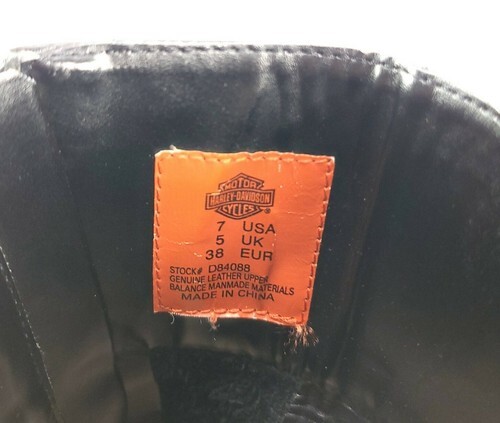 MOTOR
HARLEY-DAVIDSON
CYCLES ®
7 USA
5 UK
38 EUR
STOCK# D84088
GENUINE LEATHER UPPER
BALANCE MANMADE MATERIALS
MADE IN CHINA